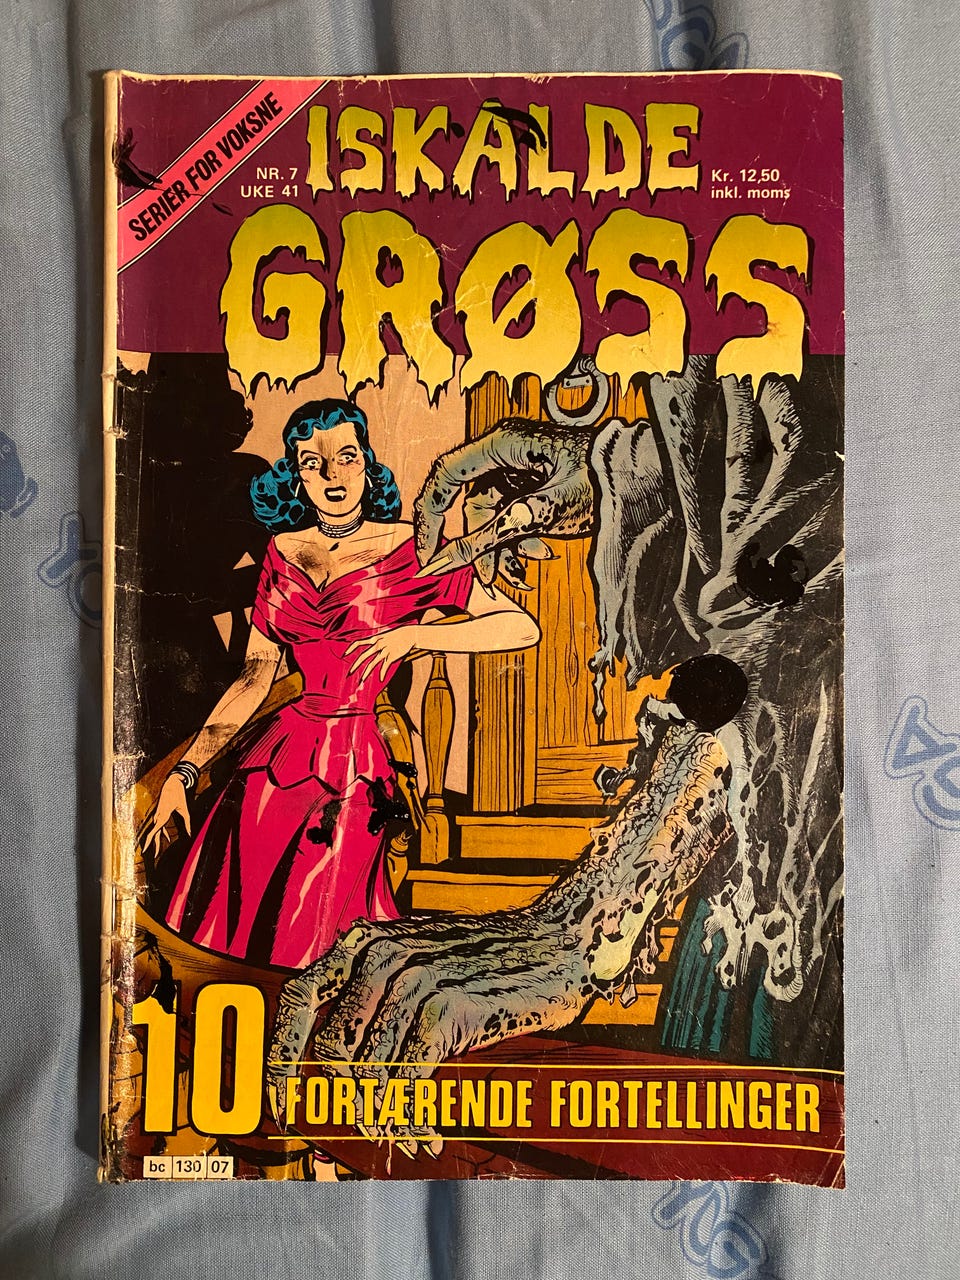 SERIER FOR VOKSNE
ISKALDE
NR. 7
UKE 41
Kr. 12,50
inkl. moms
GRØSS
10
FORTÆRENDE FORTELLINGER
bc 130 07